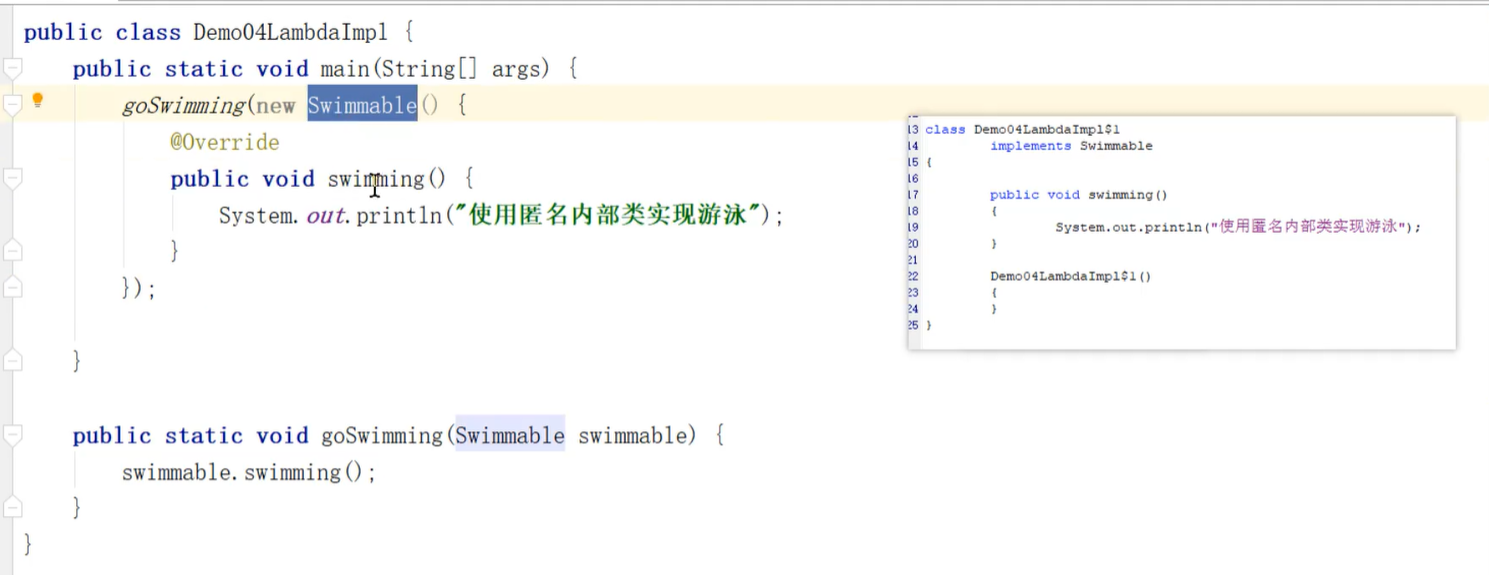 public class Demo04LambdaImpl {
public static void main(String[] args) {
goSwimming(new Swimmable() {
@Override
public void swimming() {
System.out.println("使用匿名内部类实现游泳");
}
});
}
public static void goSwimming(Swimmable swimmable) {
swimmable.swimming();
}
}
13 class Demo04LambdaImpl$1
14 implements Swimmable
15 {
16
17 public void swimming()
18 {
19 System.out.println("使用匿名内部类实现游泳");
20 }
21
22 Demo04LambdaImpl$1()
23 {
24 }
25 }